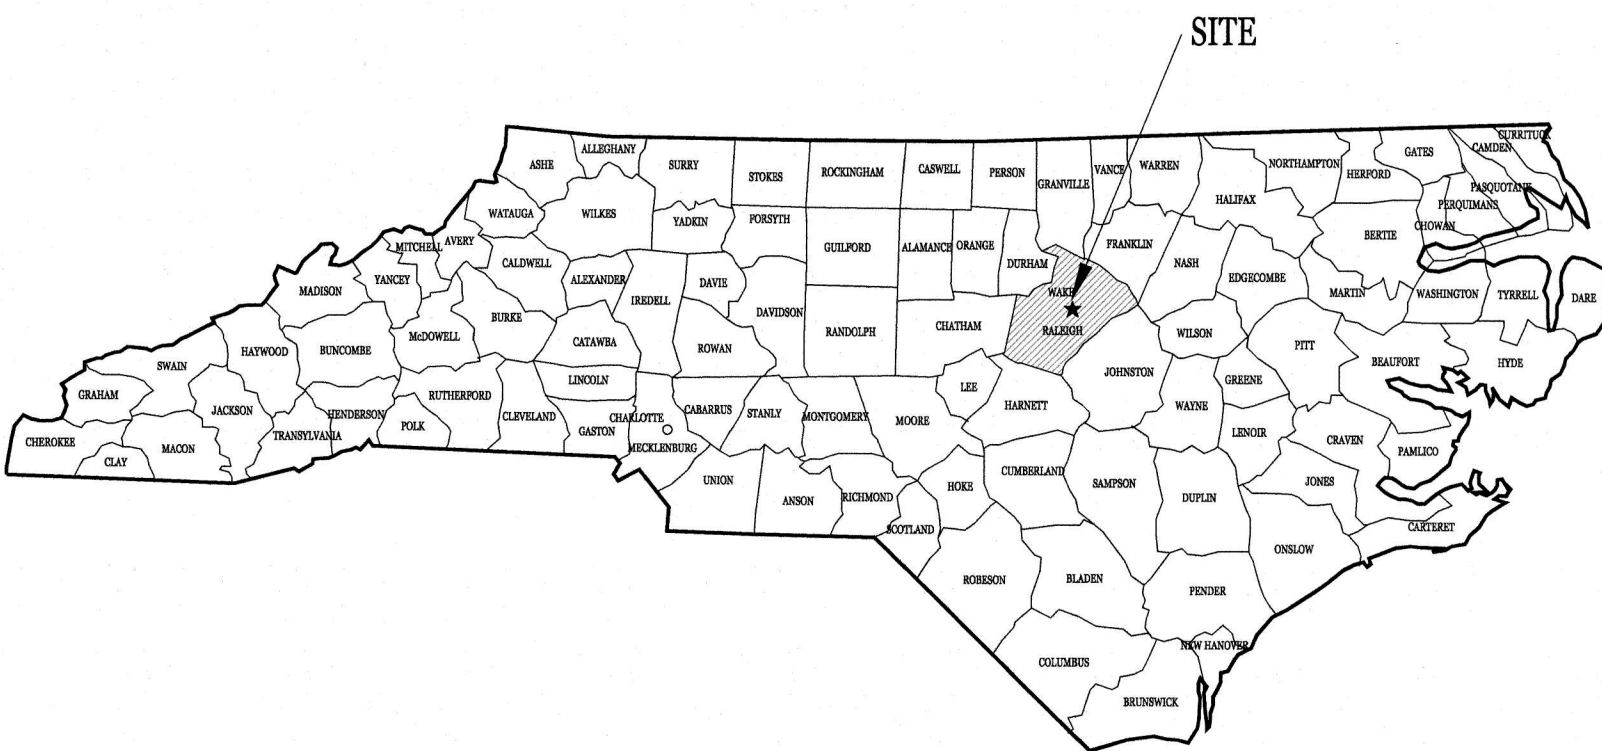 SITE
CURRITUCK
ALLEGHANY
ASHE
SURRY
STOKES
ROCKINGHAM
CASWELL
PERSON
GRANVILLE
VANCE
WARREN
NORTHAMPTON
HERFORD
GATES
CAMDEN
PASQUOTANK
WATAUGA
WILKES
YADKIN
FORSYTH
HALIFAX
PERQUIMANS
MITCHELL
AVERY
GUILFORD
ALAMANCE
ORANGE
DURHAM
FRANKLIN
BERTIE
CHOWAN
YANCEY
CALDWELL
ALEXANDER
IREDELL
DAVIE
NASH
EDGECOMBE
MADISON
DAVIDSON
WAKE
MARTIN
WASHINGTON
TYRRELL
DARE
BURKE
McDOWELL
CATAWBA
ROWAN
RANDOLPH
CHATHAM
RALEIGH
WILSON
PITT
HAYWOOD
BUNCOMBE
BEAUFORT
HYDE
SWAIN
LINCOLN
LEE
JOHNSTON
GREENE
GRAHAM
JACKSON
HENDERSON
RUTHERFORD
CLEVELAND
CHARLOTTE
CABARRUS
STANLY
MONTGOMERY
MOORE
HARNETT
WAYNE
CHEROKEE
CLAY
MACON
TRANSYLVANIA
POLK
GASTON
MECKLENBURG
LENOIR
CRAVEN
PAMLICO
UNION
ANSON
RICHMOND
HOKE
CUMBERLAND
SAMPSON
DUPLIN
JONES
SCOTLAND
CARTERET
ONSLOW
ROBESON
BLADEN
PENDER
NEW HANOVER
COLUMBUS
BRUNSWICK